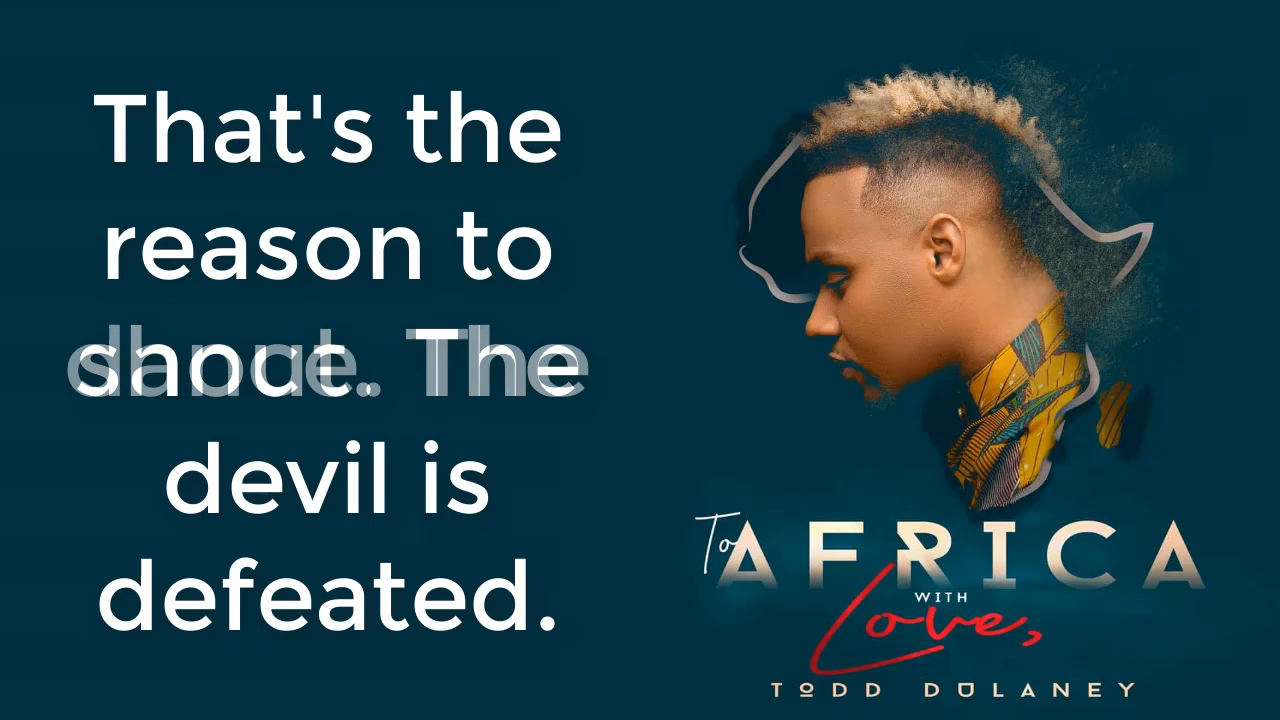 That's the
reason to
The
devil is
defeated.
To AFRICA
WITH
Love,
TODD DULANEY